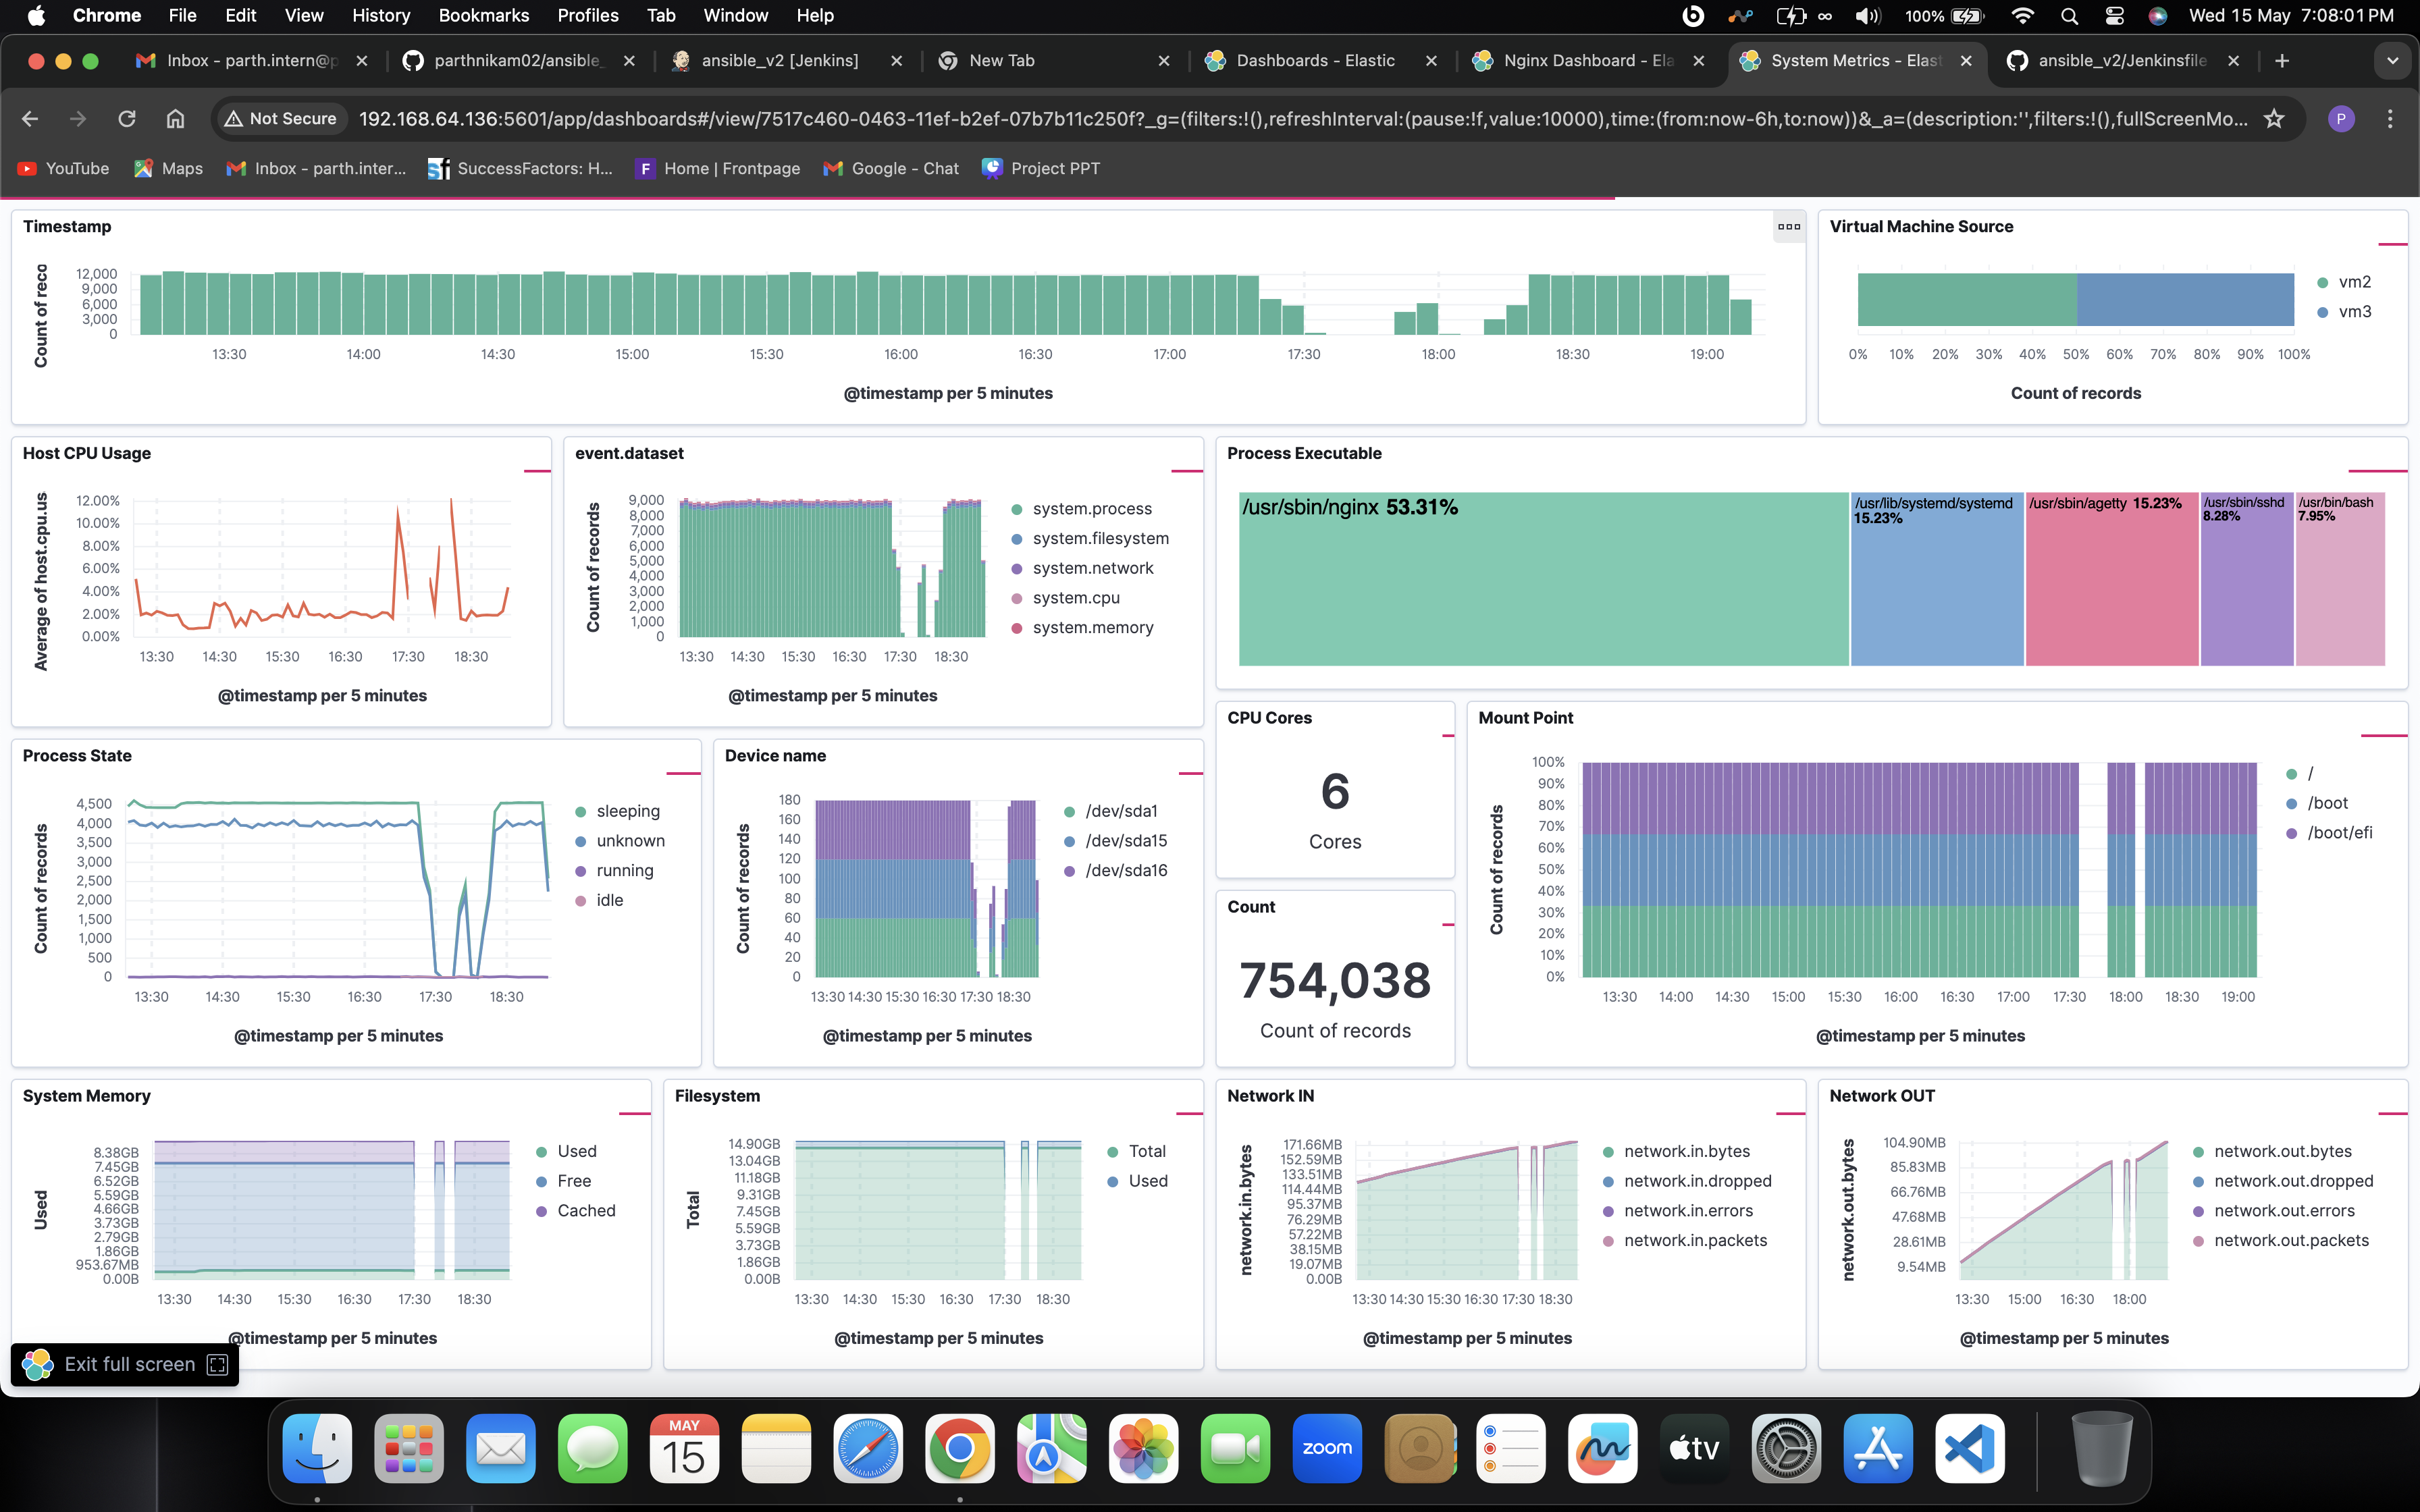 Chrome File Edit View History Bookmarks Profiles Tab Window Help
100% Wed 15 May 7:08:01 PM
Inbox - parth.intern@p
parthnikam02/ansible_
ansible_v2 [Jenkins]
New Tab
Dashboards - Elastic
Nginx Dashboard - Ela
System Metrics - Elast
ansible_v2/Jenkinsfile
Not Secure 192.168.64.136:5601/app/dashboards#/view/7517c460-0463-11ef-b2ef-07b7b11c250f?_g=(filters:!(),refreshInterval:(pause:!f,value:10000),time:(from:now-6h,to:now))&_a=(description:'',filters:!(),fullScreenMo...
P
YouTube Maps Inbox - parth.inter... SuccessFactors: H... Home | Frontpage Google - Chat Project PPT
Timestamp
Count of reco
12,000
9,000
6,000
3,000
0
13:30 14:00 14:30 15:00 15:30 16:00 16:30 17:00 17:30 18:00 18:30 19:00
@timestamp per 5 minutes
Virtual Machine Source
vm2
vm3
0% 10% 20% 30% 40% 50% 60% 70% 80% 90% 100%
Count of records
Host CPU Usage
Average of host.cpu.us
12.00%
10.00%
8.00%
6.00%
4.00%
2.00%
0.00%
13:30 14:30 15:30 16:30 17:30 18:30
@timestamp per 5 minutes
event.dataset
Count of records
9,000
8,000
7,000
6,000
5,000
4,000
3,000
2,000
1,000
0
13:30 14:30 15:30 16:30 17:30 18:30
@timestamp per 5 minutes
system.process
system.filesystem
system.network
system.cpu
system.memory
Process Executable
/usr/sbin/nginx 53.31%
/usr/lib/systemd/systemd
15.23%
/usr/sbin/agetty 15.23%
/usr/sbin/sshd
8.28%
/usr/bin/bash
7.95%
Process State
Count of records
4,500
4,000
3,500
3,000
2,500
2,000
1,500
1,000
500
0
13:30 14:30 15:30 16:30 17:30 18:30
@timestamp per 5 minutes
sleeping
unknown
running
idle
Device name
Count of records
180
160
140
120
100
80
60
40
20
0
13:30 14:30 15:30 16:30 17:30 18:30
@timestamp per 5 minutes
/dev/sda1
/dev/sda15
/dev/sda16
CPU Cores
6
Cores
Count
754,038
Count of records
Mount Point
Count of records
100%
90%
80%
70%
60%
50%
40%
30%
20%
10%
0%
13:30 14:00 14:30 15:00 15:30 16:00 16:30 17:00 17:30 18:00 18:30 19:00
@timestamp per 5 minutes
/
/boot
/boot/efi
System Memory
Used
8.38GB
7.45GB
6.52GB
5.59GB
4.66GB
3.73GB
2.79GB
1.86GB
953.67MB
0.00B
13:30 14:30 15:30 16:30 17:30 18:30
@timestamp per 5 minutes
Used
Free
Cached
Filesystem
Total
14.90GB
13.04GB
11.18GB
9.31GB
7.45GB
5.59GB
3.73GB
1.86GB
0.00B
13:30 14:30 15:30 16:30 17:30 18:30
@timestamp per 5 minutes
Total
Used
Network IN
network.in.bytes
171.66MB
152.59MB
133.51MB
114.44MB
95.37MB
76.29MB
57.22MB
38.15MB
19.07MB
0.00B
13:30 14:30 15:30 16:30 17:30 18:30
@timestamp per 5 minutes
network.in.bytes
network.in.dropped
network.in.errors
network.in.packets
Network OUT
network.out.bytes
104.90MB
85.83MB
66.76MB
47.68MB
28.61MB
9.54MB
13:30 15:00 16:30 18:00
@timestamp per 5 minutes
network.out.bytes
network.out.dropped
network.out.errors
network.out.packets
Exit full screen
MAY
15
zoom
tv